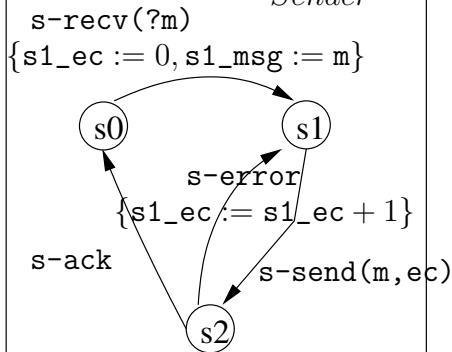 Sender
s-recv(?m)
{s1_ec := 0, s1_msg := m}
s0
s1
s-error
{s1_ec := s1_ec + 1}
s-ack
s-send(m,ec)
s2